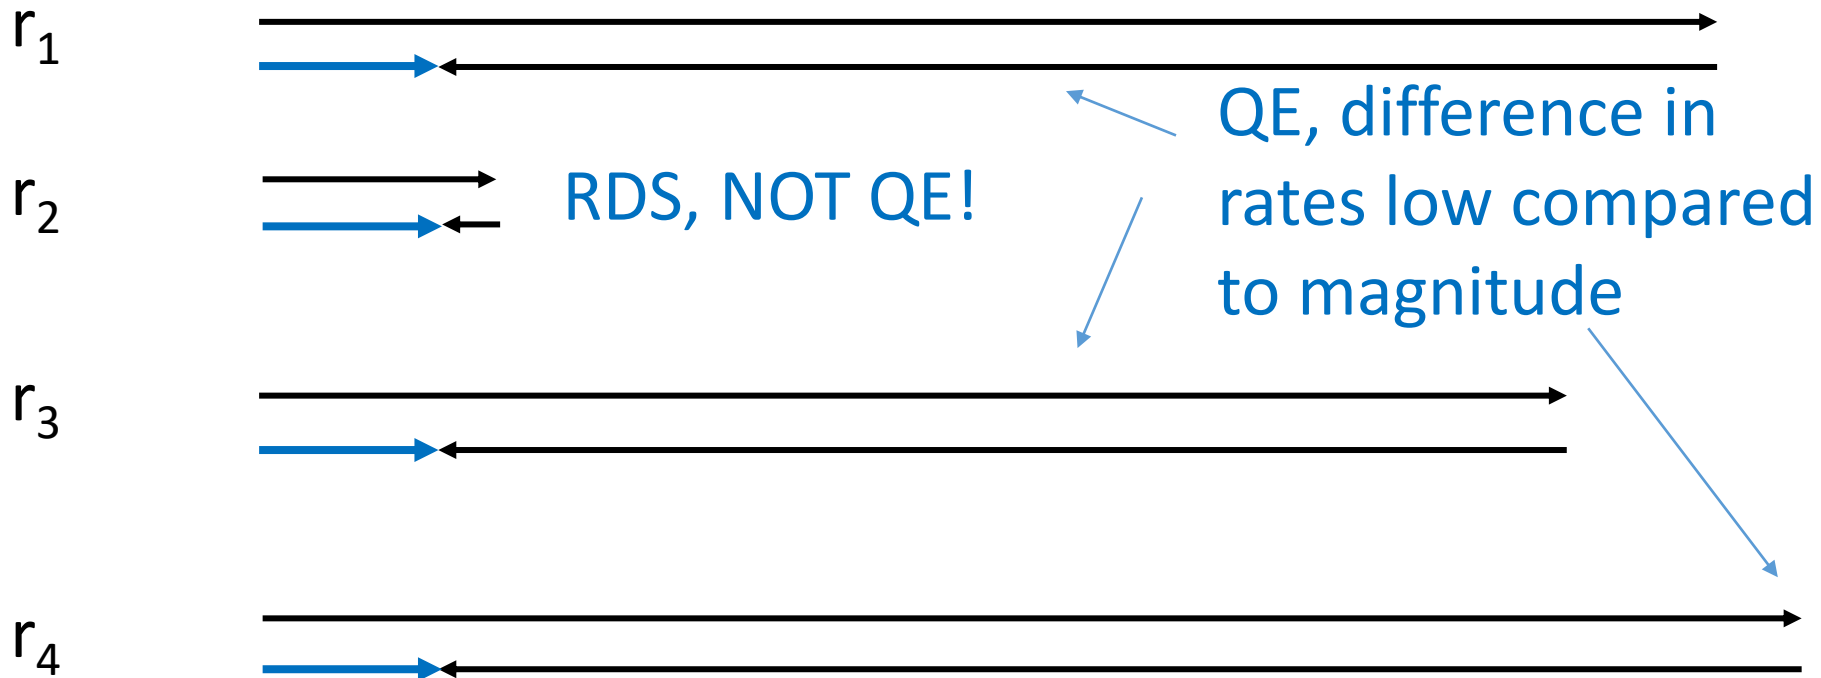 r1
QE, difference in
r2
RDS, NOT QE!
rates low compared
to magnitude
r3
r4